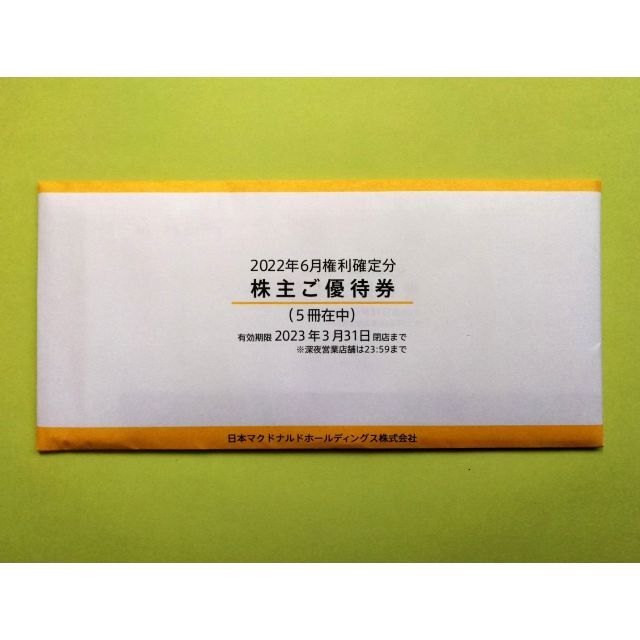 2022年6月権利確定分
株主ご優待券
(5冊在中)
有効期限 2023年3月31日閉店まで
※深夜営業店舗は23:59まで
日本マクドナルドホールディングス株式会社